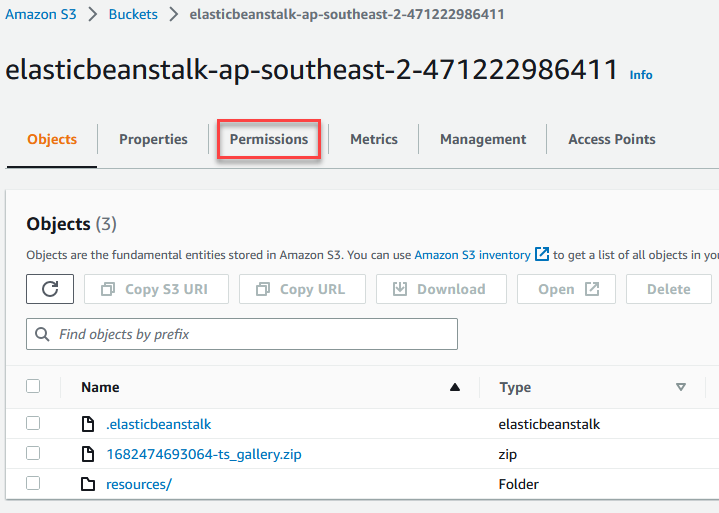 Amazon S3 > Buckets > elasticbeanstalk-ap-southeast-2-471222986411
elasticbeanstalk-ap-southeast-2-471222986411 Info
Objects Properties Permissions Metrics Management Access Points
Objects (3)
Objects are the fundamental entities stored in Amazon S3. You can use Amazon S3 inventory to get a list of all objects in you
Copy S3 URI Copy URL Download Open Delete
Find objects by prefix
Name Type
.elasticbeanstalk elasticbeanstalk
1682474693064-ts_gallery.zip zip
resources/ Folder